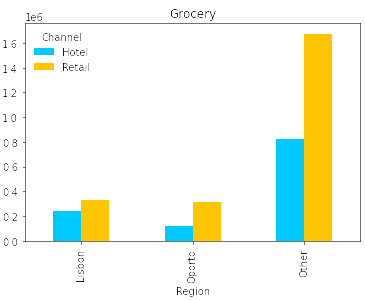 Grocery
1e6
Channel
Hotel
Retail
1 6
1 4
1 2
1 0
0 8
0 6
0 4
0 2
0 0
Lisbon
Oporto
Other
Region